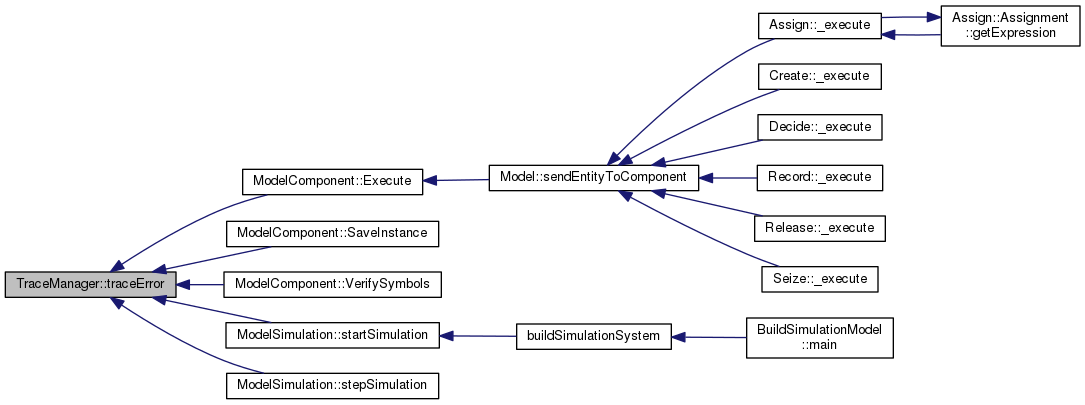 Assign::_execute
Assign::Assignment
::getExpression
Create::_execute
Decide::_execute
ModelComponent::Execute
Model::sendEntityToComponent
Record::_execute
ModelComponent::SaveInstance
Release::_execute
TraceManager::traceError
ModelComponent::VerifySymbols
Seize::_execute
ModelSimulation::startSimulation
buildSimulationSystem
BuildSimulationModel
::main
ModelSimulation::stepSimulation